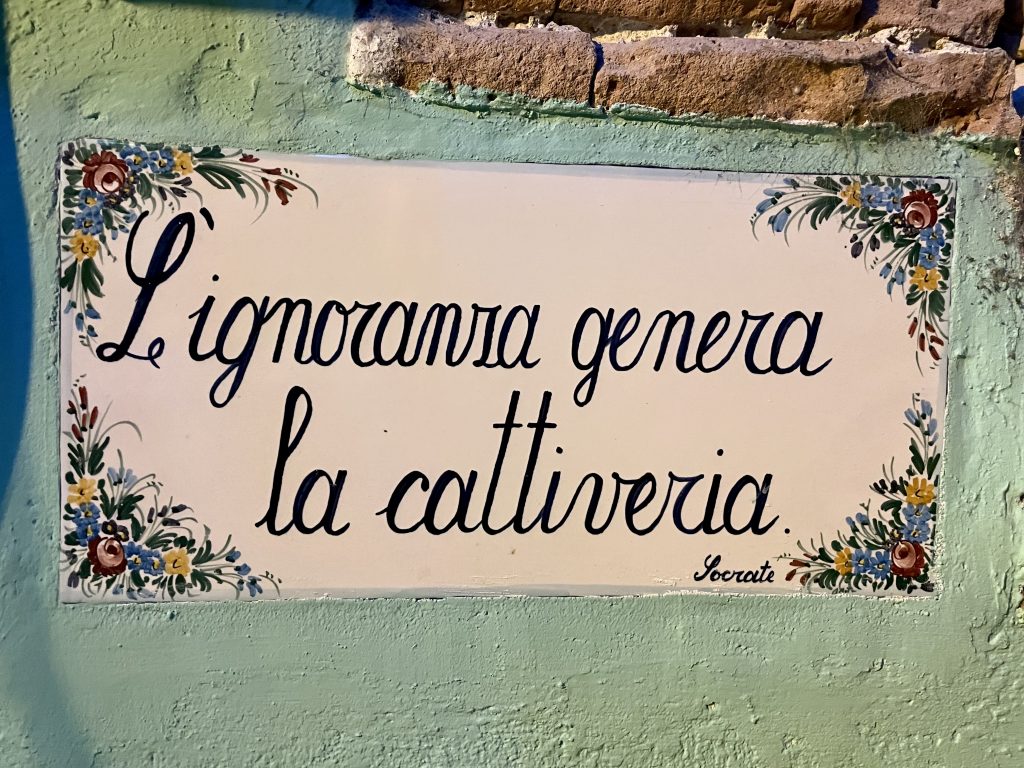 L'ignoranza genera
la cattiveria.
Socrate